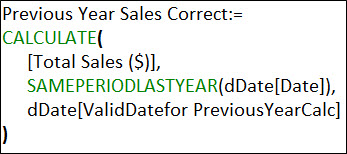 Previous Year Sales Correct:=
CALCULATE(
[Total Sales ($)],
SAMEPERIODLASTYEAR(dDate[Date]),
dDate[ValidDatefor PreviousYearCalc]
)